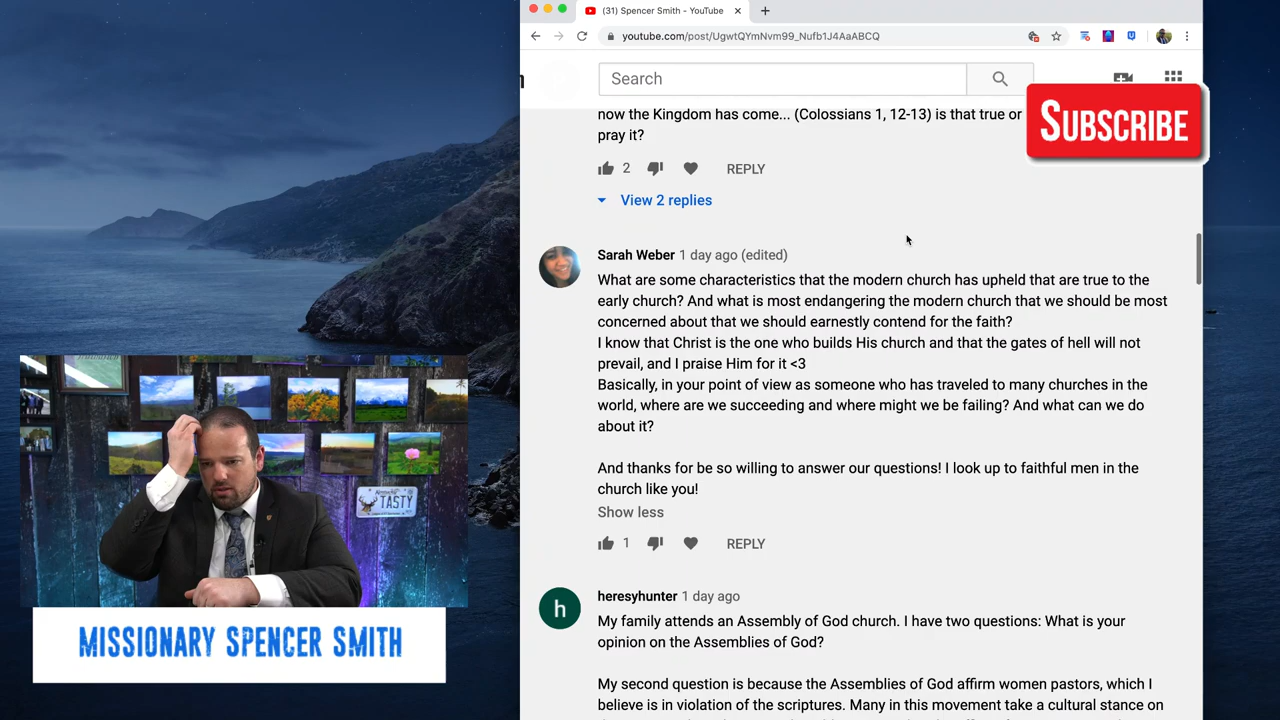 (31) Spencer Smith - YouTube
youtube.com/post/UgwtQYmNvm99_Nufb1J4AaABCQ
Search
SUBSCRIBE
now the Kingdom has come... (Colossians 1, 12-13) is that true or
pray it?
2
REPLY
View 2 replies
Sarah Weber 1 day ago (edited)
What are some characteristics that the modern church has upheld that are true to the
early church? And what is most endangering the modern church that we should be most
concerned about that we should earnestly contend for the faith?
I know that Christ is the one who builds His church and that the gates of hell will not
prevail, and I praise Him for it <3
Basically, in your point of view as someone who has traveled to many churches in the
world, where are we succeeding and where might we be failing? And what can we do
about it?
And thanks for be so willing to answer our questions! I look up to faithful men in the
church like you!
Show less
1
REPLY
h
heresyhunter 1 day ago
My family attends an Assembly of God church. I have two questions: What is your
opinion on the Assemblies of God?
My second question is because the Assemblies of God affirm women pastors, which I
believe is in violation of the scriptures. Many in this movement take a cultural stance on
TASTY
MISSIONARY SPENCER SMITH